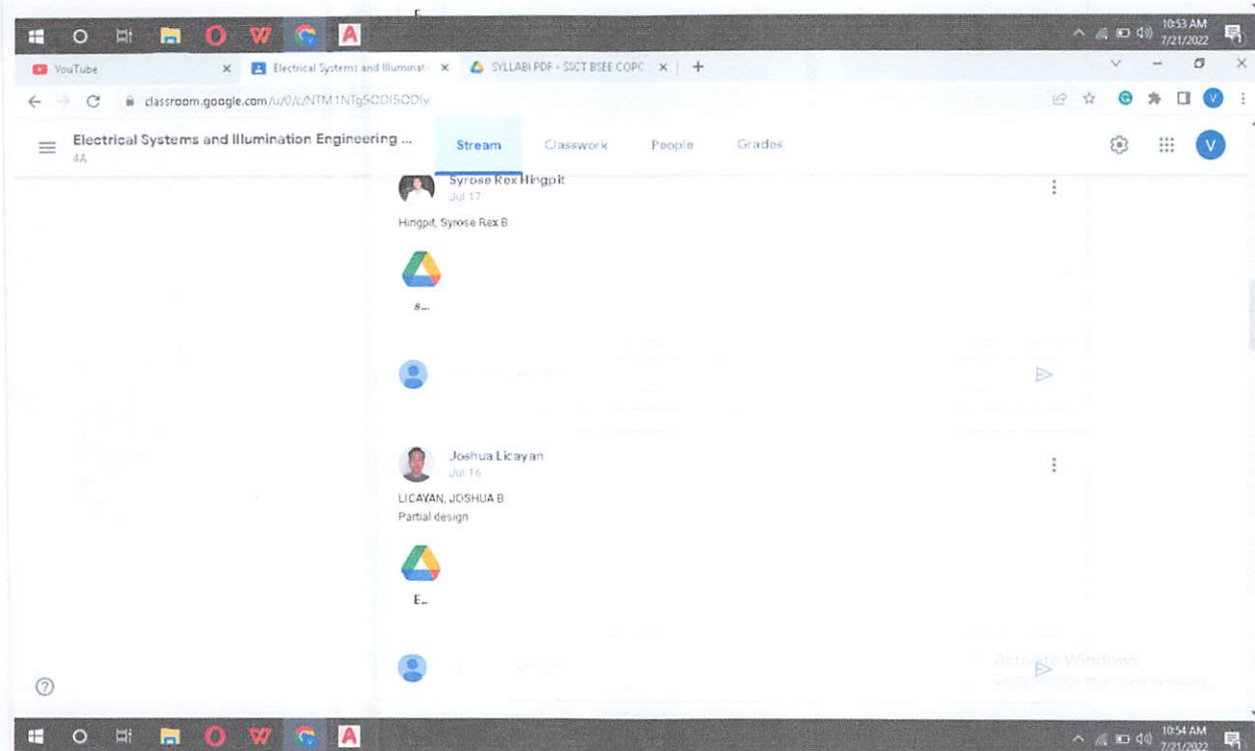 10:53 AM
7/21/2022
YouTube
Electrical Systems and Illuminat
SYLLABI PDF - SSCT BSEE COPC
classroom.google.com/u/0/c/NTM1NTg5ODI5ODIy
Electrical Systems and Illumination Engineering ...
4A
Stream
Classwork
People
Grades
V
Syrose Rex Hingpit
Jul 17
Hingpit, Syrose Rex B.
s...
Joshua Licayan
Jul 16
LICAYAN, JOSHUA B.
Partial design
E...
Activate Windows
10:54 AM
7/21/2022